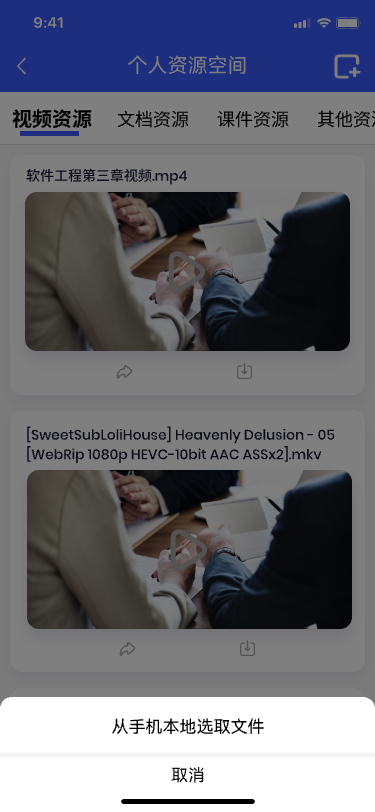 9:41
个人资源空间
视频资源 文档资源 课件资源 其他资
软件工程第三章视频.mp4
[SweetSubLoliHouse] Heavenly Delusion - 05
[WebRip 1080p HEVC-10bit AAC ASSx2].mkv
从手机本地选取文件
取消